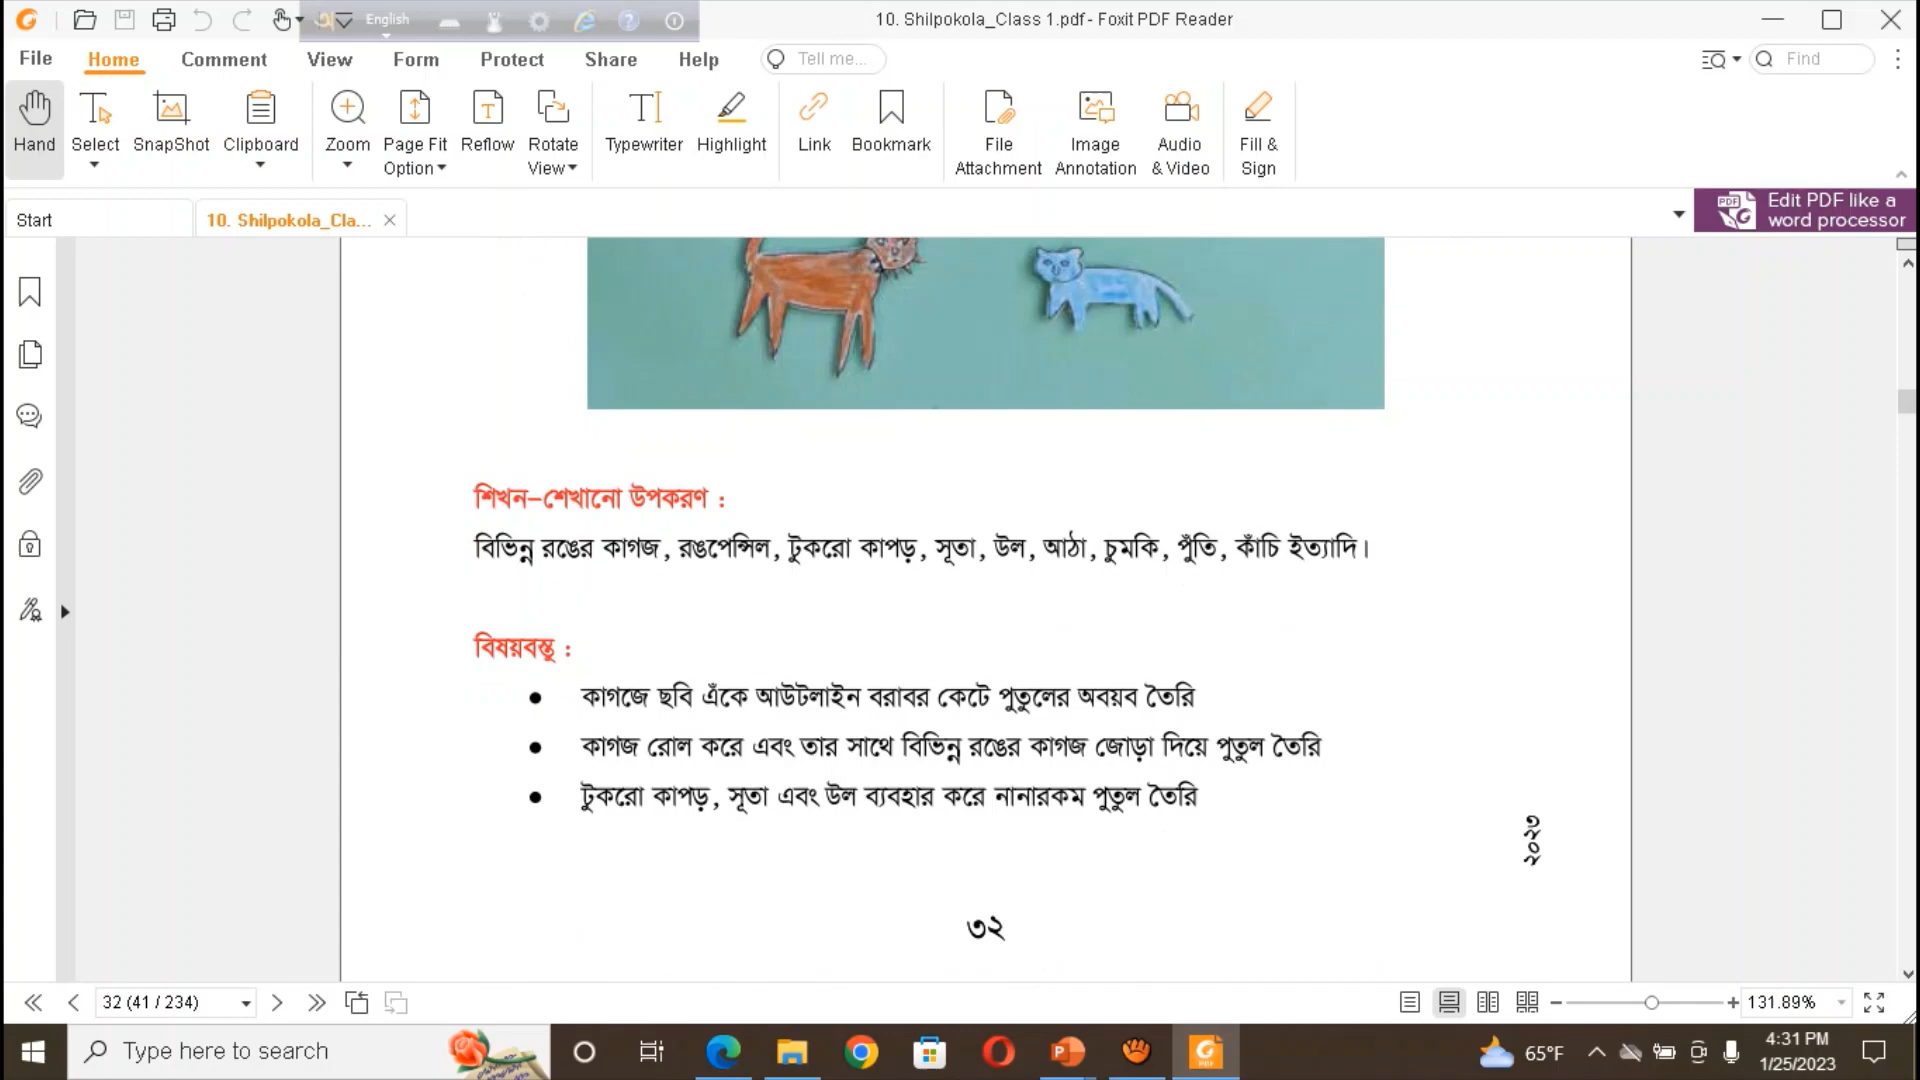 English
10. Shilpokola_Class 1.pdf - Foxit PDF Reader
File Home Comment View Form Protect Share Help Tell me... Find
Hand Select SnapShot Clipboard Zoom Page Fit Option Reflow Rotate View Typewriter Highlight Link Bookmark File Attachment Image Annotation Audio & Video Fill & Sign
Start 10. Shilpokola_Cla... PDF Edit PDF like a word processor
শিখন-শেখানো উপকরণ :
বিভিন্ন রঙের কাগজ, রঙপেন্সিল, টুকরো কাপড়, সূতা, উল, আঠা, চুমকি, পুঁতি, কাঁচি ইত্যাদি।
বিষয়বস্তু :
● কাগজে ছবি এঁকে আউটলাইন বরাবর কেটে পুতুলের অবয়ব তৈরি
● কাগজ রোল করে এবং তার সাথে বিভিন্ন রঙের কাগজ জোড়া দিয়ে পুতুল তৈরি
● টুকরো কাপড়, সূতা এবং উল ব্যবহার করে নানারকম পুতুল তৈরি
২০২৩
৩২
32 (41 / 234) 131.89%
Type here to search 65°F 4:31 PM
1/25/2023